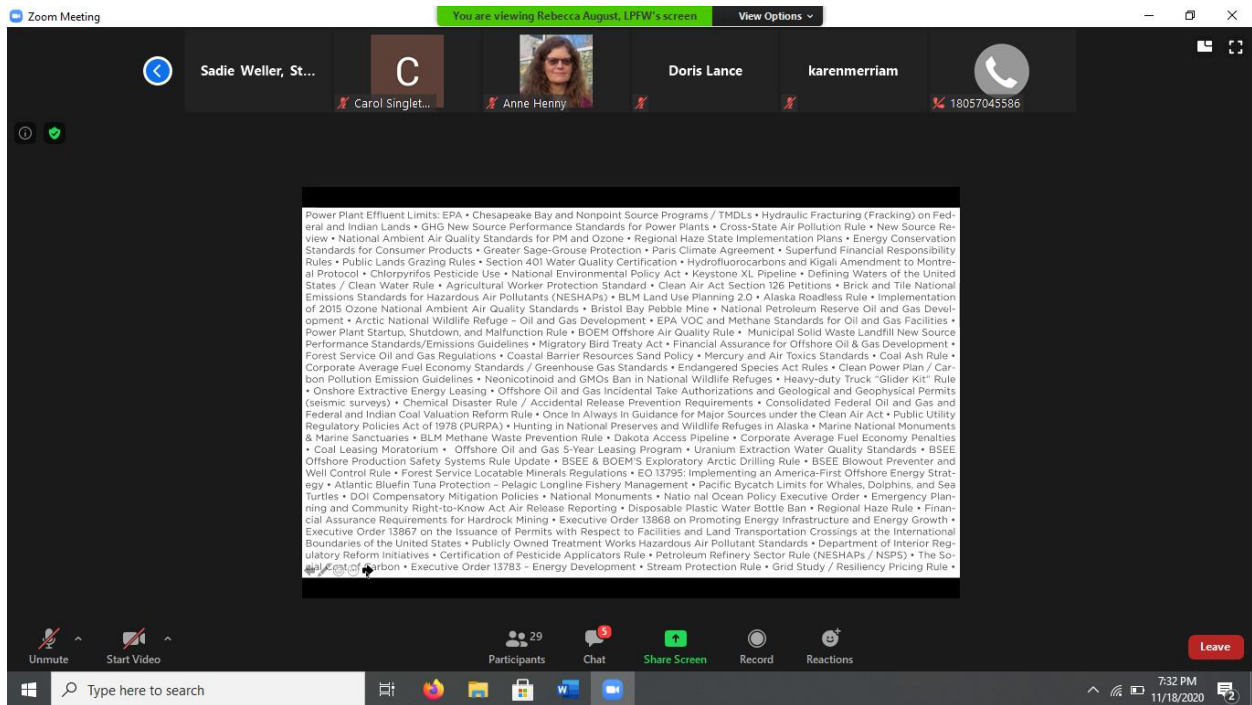 Zoom Meeting
You are viewing Rebecca August, LPFW's screen
View Options
Sadie Weller, St...
C
Carol Singlet...
Anne Henny
Doris Lance
karenmerriam
18057045586
Power Plant Effluent Limits: EPA • Chesapeake Bay and Nonpoint Source Programs / TMDLs • Hydraulic Fracturing (Fracking) on Fed-
eral and Indian Lands • GHG New Source Performance Standards for Power Plants • Cross-State Air Pollution Rule • New Source Re-
view • National Ambient Air Quality Standards for PM and Ozone • Regional Haze State Implementation Plans • Energy Conservation
Standards for Consumer Products • Greater Sage-Grouse Protection • Paris Climate Agreement • Superfund Financial Responsibility
Rules • Public Lands Grazing Rules • Section 401 Water Quality Certification • Hydrofluorocarbons and Kigali Amendment to Montre-
al Protocol • Chlorpyrifos Pesticide Use • National Environmental Policy Act • Keystone XL Pipeline • Defining Waters of the United
States / Clean Water Rule • Agricultural Worker Protection Standard • Clean Air Act Section 126 Petitions • Brick and Tile National
Emissions Standards for Hazardous Air Pollutants (NESHAPs) • BLM Land Use Planning 2.0 • Alaska Roadless Rule • Implementation
of 2015 Ozone National Ambient Air Quality Standards • Bristol Bay Pebble Mine • National Petroleum Reserve Oil and Gas Devel-
opment • Arctic National Wildlife Refuge – Oil and Gas Development • EPA VOC and Methane Standards for Oil and Gas Facilities •
Power Plant Startup, Shutdown, and Malfunction Rule • BOEM Offshore Air Quality Rule • Municipal Solid Waste Landfill New Source
Performance Standards/Emissions Guidelines • Migratory Bird Treaty Act • Financial Assurance for Offshore Oil & Gas Development •
Forest Service Oil and Gas Regulations • Coastal Barrier Resources Sand Policy • Mercury and Air Toxics Standards • Coal Ash Rule •
Corporate Average Fuel Economy Standards / Greenhouse Gas Standards • Endangered Species Act Rules • Clean Power Plan / Car-
bon Pollution Emission Guidelines • Neonicotinoid and GMOs Ban in National Wildlife Refuges • Heavy-duty Truck "Glider Kit" Rule
• Onshore Extractive Energy Leasing • Offshore Oil and Gas Incidental Take Authorizations and Geological and Geophysical Permits
(seismic surveys) • Chemical Disaster Rule / Accidental Release Prevention Requirements • Consolidated Federal Oil and Gas and
Federal and Indian Coal Valuation Reform Rule • Once In Always In Guidance for Major Sources under the Clean Air Act • Public Utility
Regulatory Policies Act of 1978 (PURPA) • Hunting in National Preserves and Wildlife Refuges in Alaska • Marine National Monuments
& Marine Sanctuaries • BLM Methane Waste Prevention Rule • Dakota Access Pipeline • Corporate Average Fuel Economy Penalties
• Coal Leasing Moratorium • Offshore Oil and Gas 5-Year Leasing Program • Uranium Extraction Water Quality Standards • BSEE
Offshore Production Safety Systems Rule Update • BSEE & BOEM'S Exploratory Arctic Drilling Rule • BSEE Blowout Preventer and
Well Control Rule • Forest Service Locatable Minerals Regulations • EO 13795: Implementing an America-First Offshore Energy Strat-
egy • Atlantic Bluefin Tuna Protection – Pelagic Longline Fishery Management • Pacific Bycatch Limits for Whales, Dolphins, and Sea
Turtles • DOI Compensatory Mitigation Policies • National Monuments • Natio nal Ocean Policy Executive Order • Emergency Plan-
ning and Community Right-to-Know Act Air Release Reporting • Disposable Plastic Water Bottle Ban • Regional Haze Rule • Finan-
cial Assurance Requirements for Hardrock Mining • Executive Order 13868 on Promoting Energy Infrastructure and Energy Growth •
Executive Order 13867 on the Issuance of Permits with Respect to Facilities and Land Transportation Crossings at the International
Boundaries of the United States • Publicly Owned Treatment Works Hazardous Air Pollutant Standards • Department of Interior Reg-
ulatory Reform Initiatives • Certification of Pesticide Applicators Rule • Petroleum Refinery Sector Rule (NESHAPs / NSPS) • The So-
cial Cost of Carbon • Executive Order 13783 – Energy Development • Stream Protection Rule • Grid Study / Resiliency Pricing Rule •
Unmute
Start Video
29
Participants
5
Chat
Share Screen
Record
Reactions
Leave
Type here to search
7:32 PM
11/18/2020
2